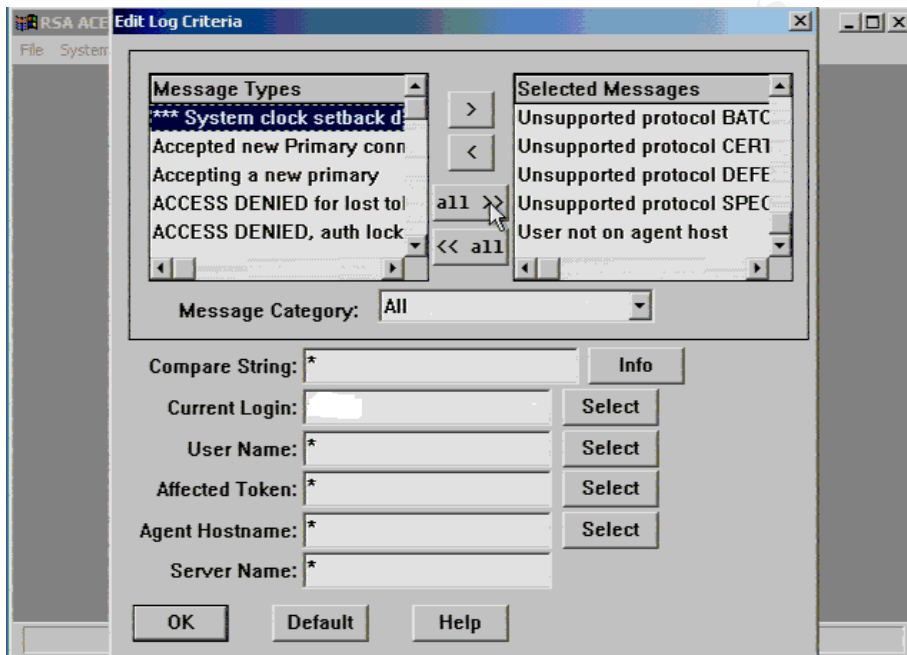 RSA ACE
Edit Log Criteria
File System
Message Types
*** System clock setback d
Accepted new Primary conn
Accepting a new primary
ACCESS DENIED for lost tol
ACCESS DENIED, auth lock
>
<
all >>
<< all
Selected Messages
Unsupported protocol BATC
Unsupported protocol CERT
Unsupported protocol DEFE
Unsupported protocol SPEC
User not on agent host
Message Category: All
Compare String: * Info
Current Login: Select
User Name: * Select
Affected Token: * Select
Agent Hostname: * Select
Server Name: *
OK Default Help